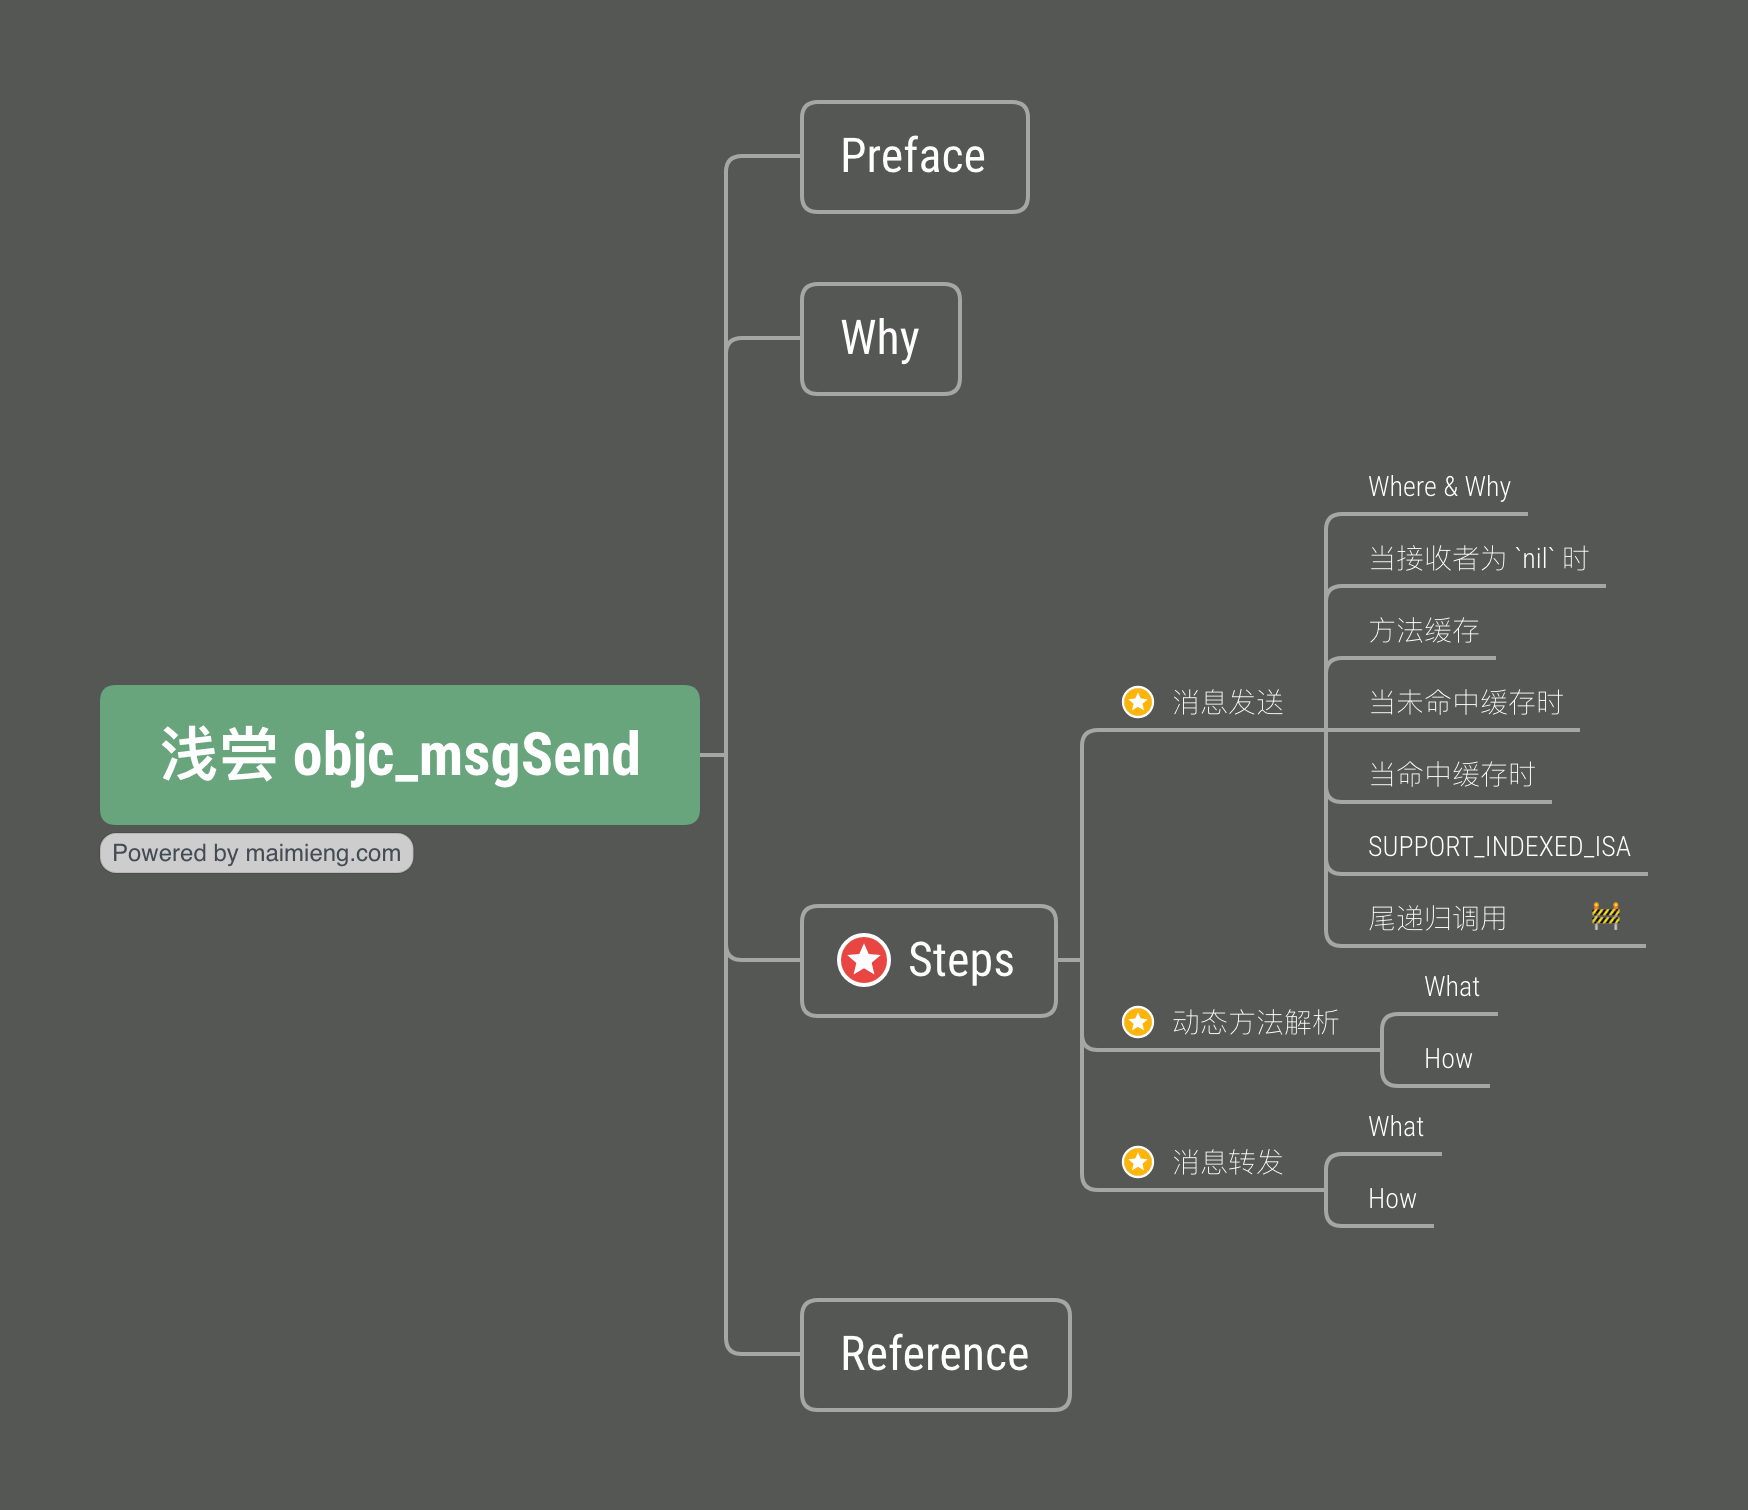 浅尝 objc_msgSend
Powered by maimieng.com
Preface
Why
Steps
消息发送
Where & Why
当接收者为 `nil` 时
方法缓存
当未命中缓存时
当命中缓存时
SUPPORT_INDEXED_ISA
尾递归调用 🚧
动态方法解析
What
How
消息转发
What
How
Reference